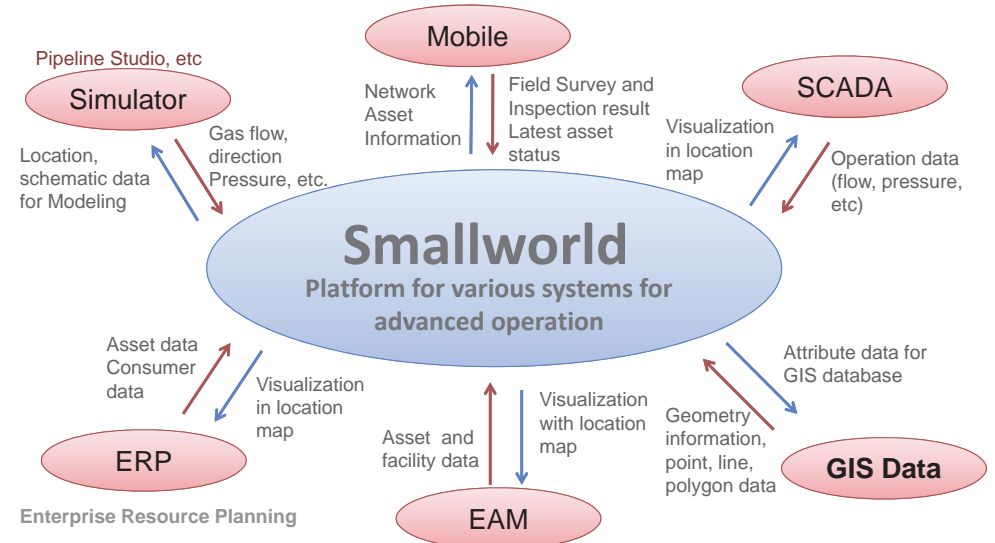 Mobile
Pipeline Studio, etc
Simulator
SCADA
Network
Asset
Information
Field Survey and
Inspection result
Latest asset
status
Visualization
in location
map
Operation data
(flow, pressure,
etc)
Location,
schematic data
for Modeling
Gas flow,
direction
Pressure, etc.
Smallworld
Platform for various systems for
advanced operation
Asset data
Consumer
data
Visualization
in location
map
Asset and
facility data
Visualization
with location
map
Attribute data for
GIS database
Geometry
information,
point, line,
polygon data
ERP
Enterprise Resource Planning
EAM
GIS Data